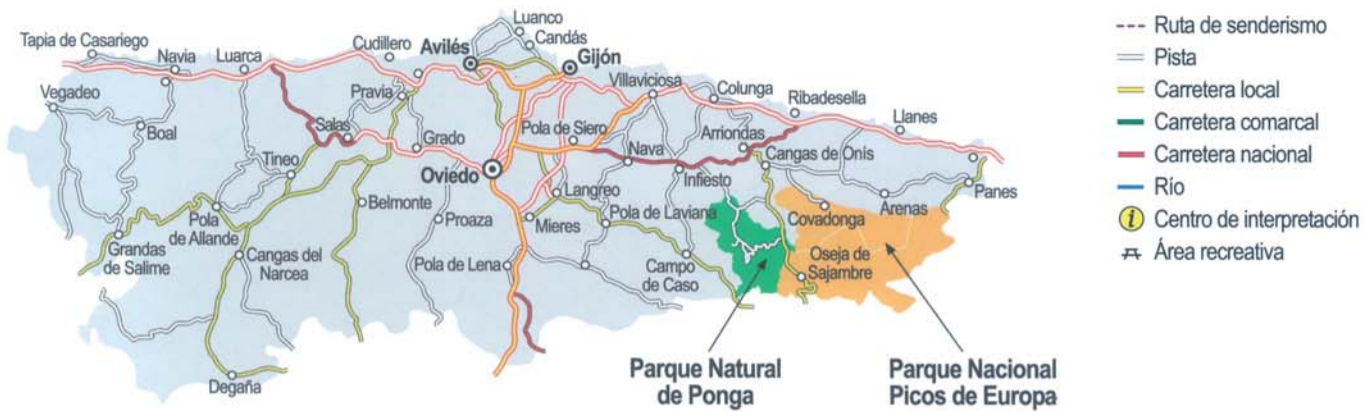 Luanco
Candás
Tapia de Casariego
Navia
Luarca
Cudillero
Avilés
Gijón
Villaviciosa
Colunga
Ribadesella
Llanes
Vegadeo
Boal
Pravia
Salas
Grado
Pola de Siero
Nava
Arriondas
Cangas de Onís
Tineo
Oviedo
Infiesto
Panes
Arenas
Covadonga
Langreo
Belmonte
Proaza
Mieres
Pola de Laviana
Pola
de Allande
Grandas
de Salime
Cangas del
Narcea
Pola de Lena
Campo
de Caso
Oseja de
Sajambre
Degaña
Parque Natural
de Ponga
Parque Nacional
Picos de Europa
Ruta de senderismo
Pista
Carretera local
Carretera comarcal
Carretera nacional
Río
i Centro de interpretación
Área recreativa